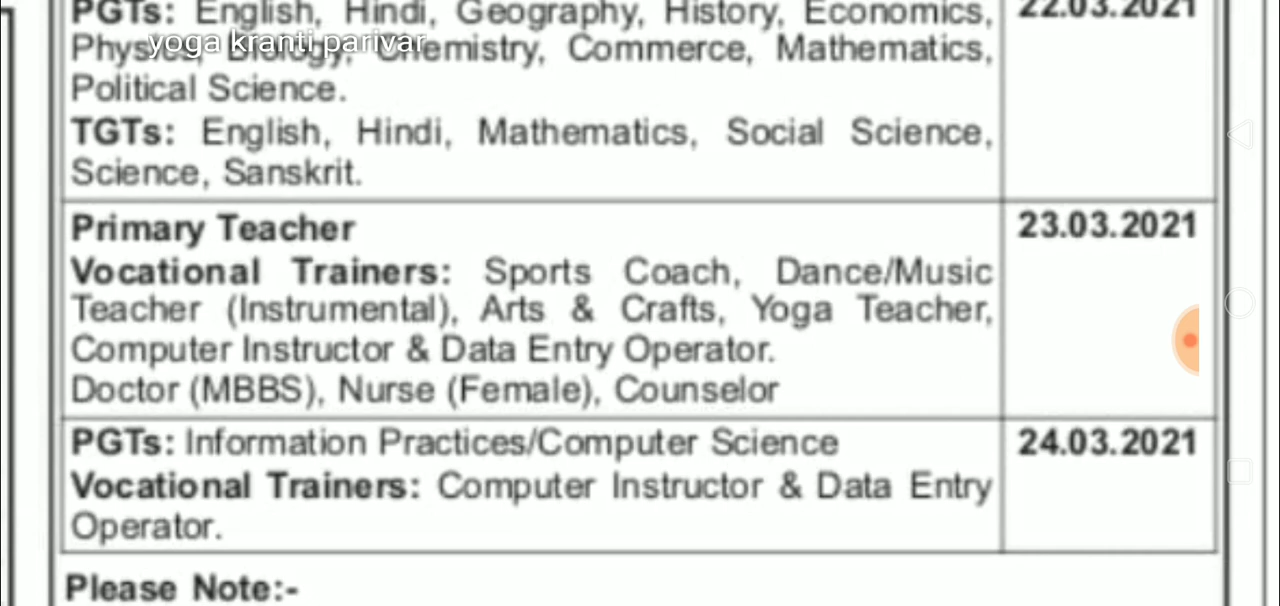 PGTs: English, Hindi, Geography, History, Economics, 22.03.2021
yoga kranti parivar
Physics, Biology, Chemistry, Commerce, Mathematics,
Political Science.
TGTs: English, Hindi, Mathematics, Social Science,
Science, Sanskrit.
Primary Teacher 23.03.2021
Vocational Trainers: Sports Coach, Dance/Music
Teacher (Instrumental), Arts & Crafts, Yoga Teacher,
Computer Instructor & Data Entry Operator.
Doctor (MBBS), Nurse (Female), Counselor
PGTs: Information Practices/Computer Science 24.03.2021
Vocational Trainers: Computer Instructor & Data Entry
Operator.
Please Note:-